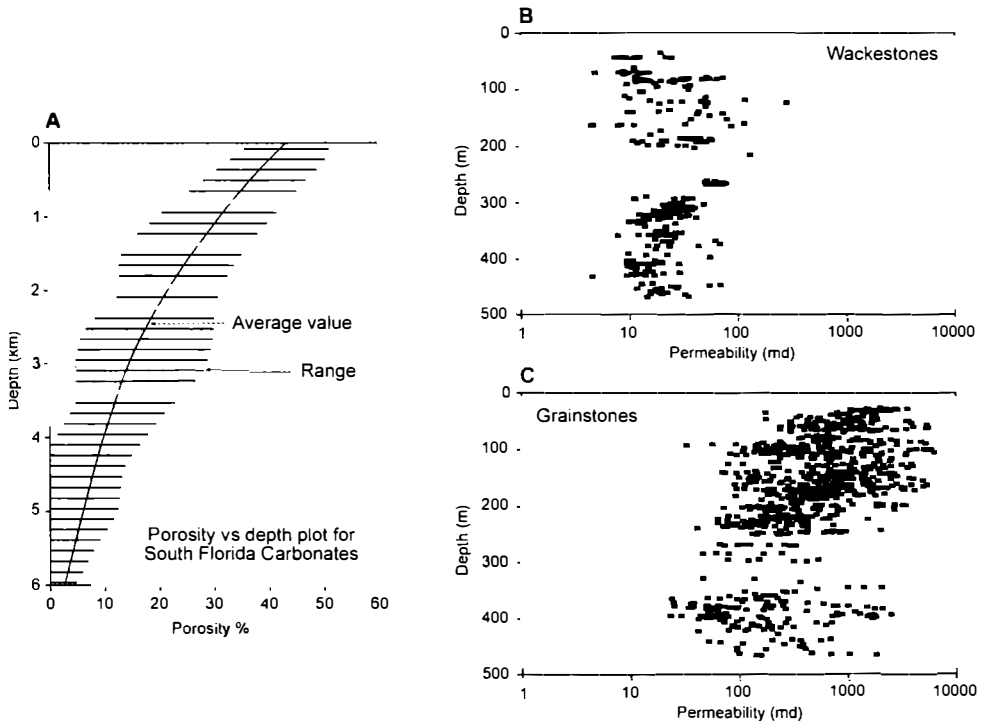 A
0
1
2
3
4
5
6
Depth (km)
Average value
Range
Porosity vs depth plot for
South Florida Carbonates
0
10
20
30
40
50
60
Porosity %
B
0
100
200
300
400
500
Depth (m)
Wackestones
1
10
100
1000
10000
Permeability (md)
C
0
100
200
300
400
500
Depth (m)
Grainstones
1
10
100
1000
10000
Permeability (md)